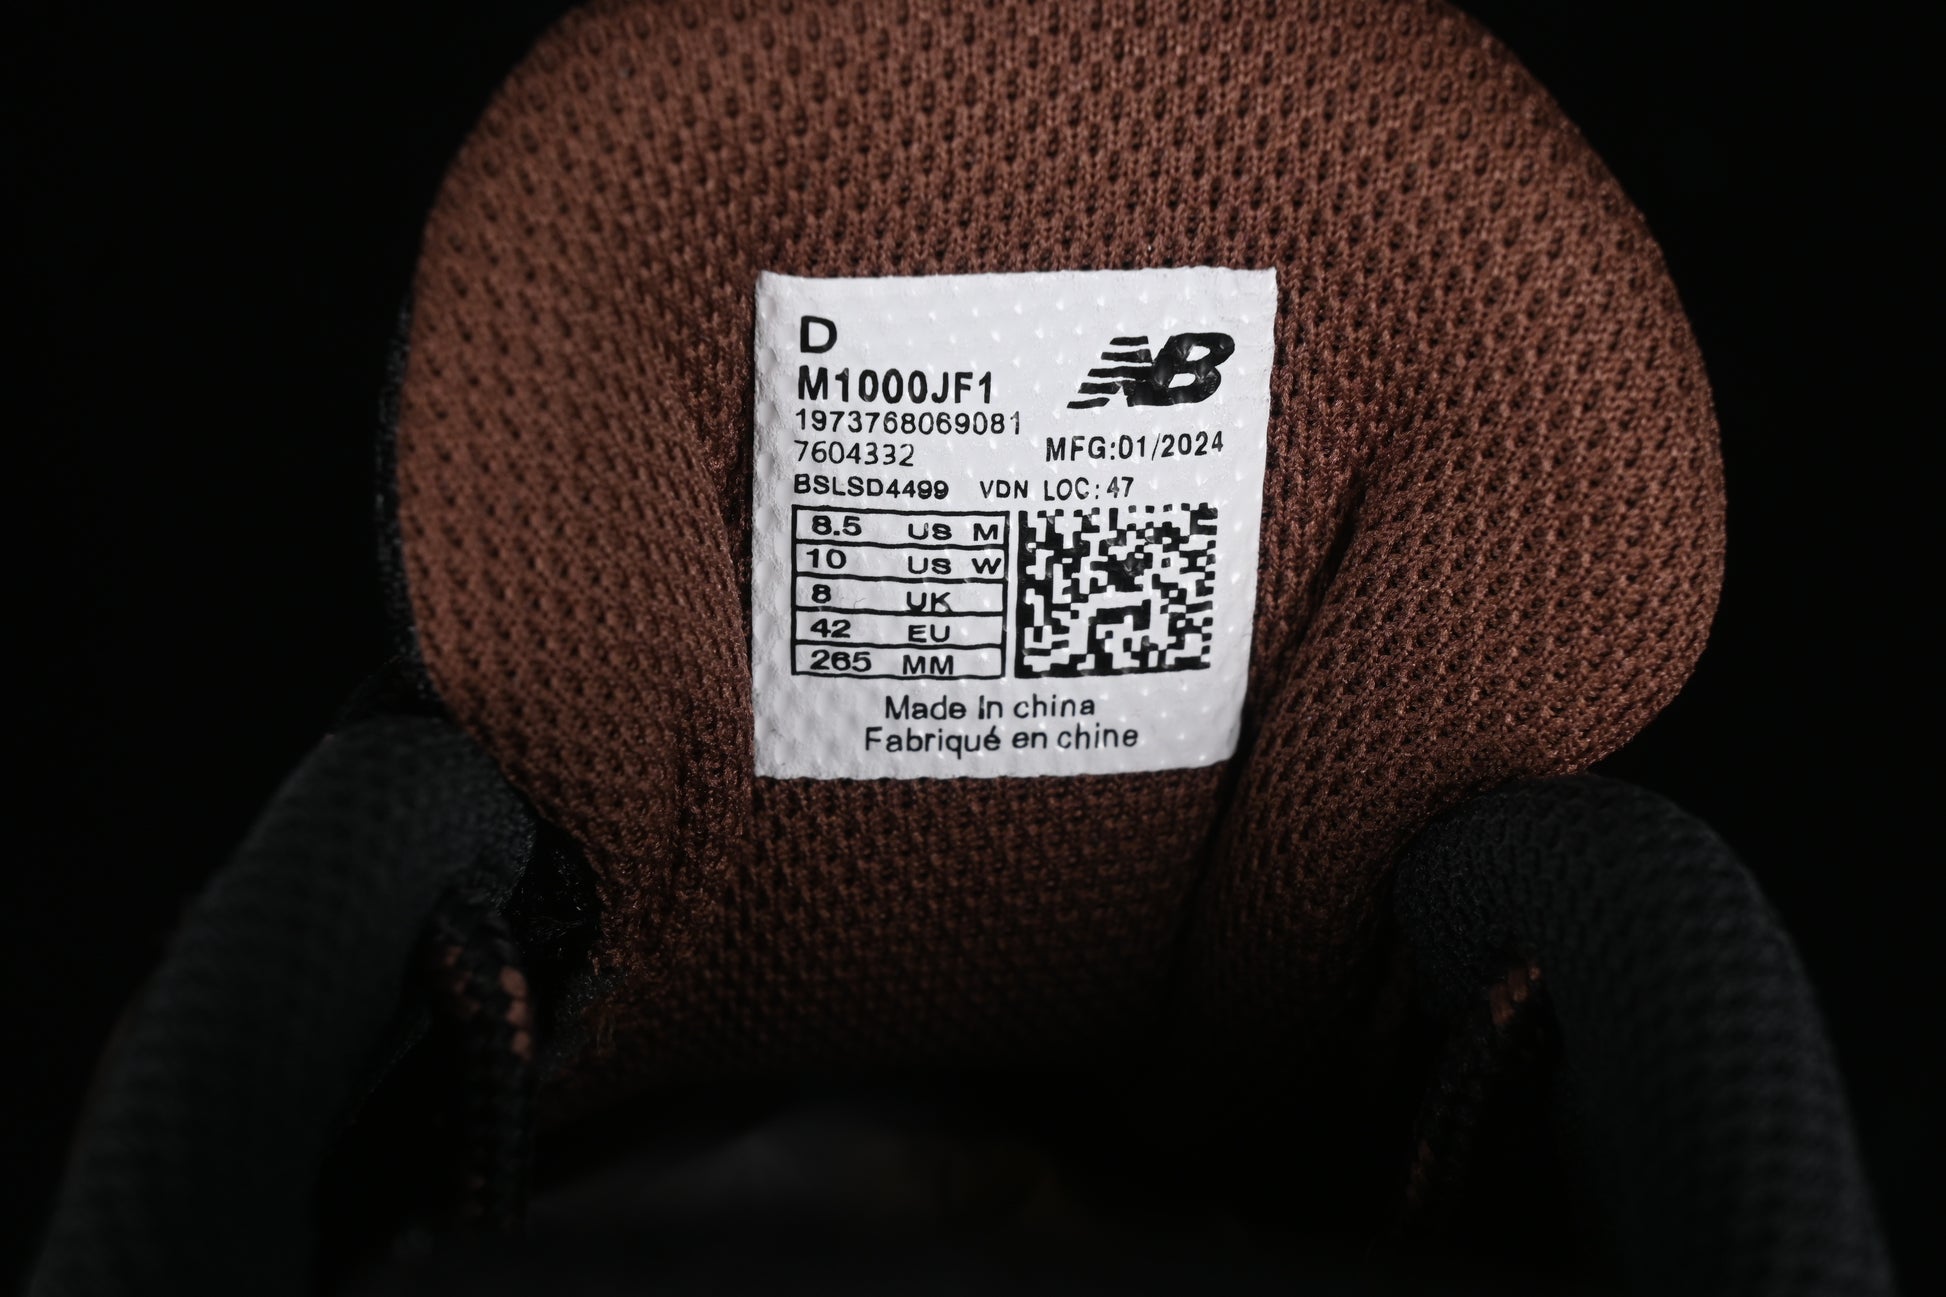 D
NB
M1000JF1
1973768069081
7604332 MFG:01/2024
BSLSD4499 VDN LOC:47
8.5 US M
10 US W
8 UK
42 EU
265 MM
Made In china
Fabriqué en chine